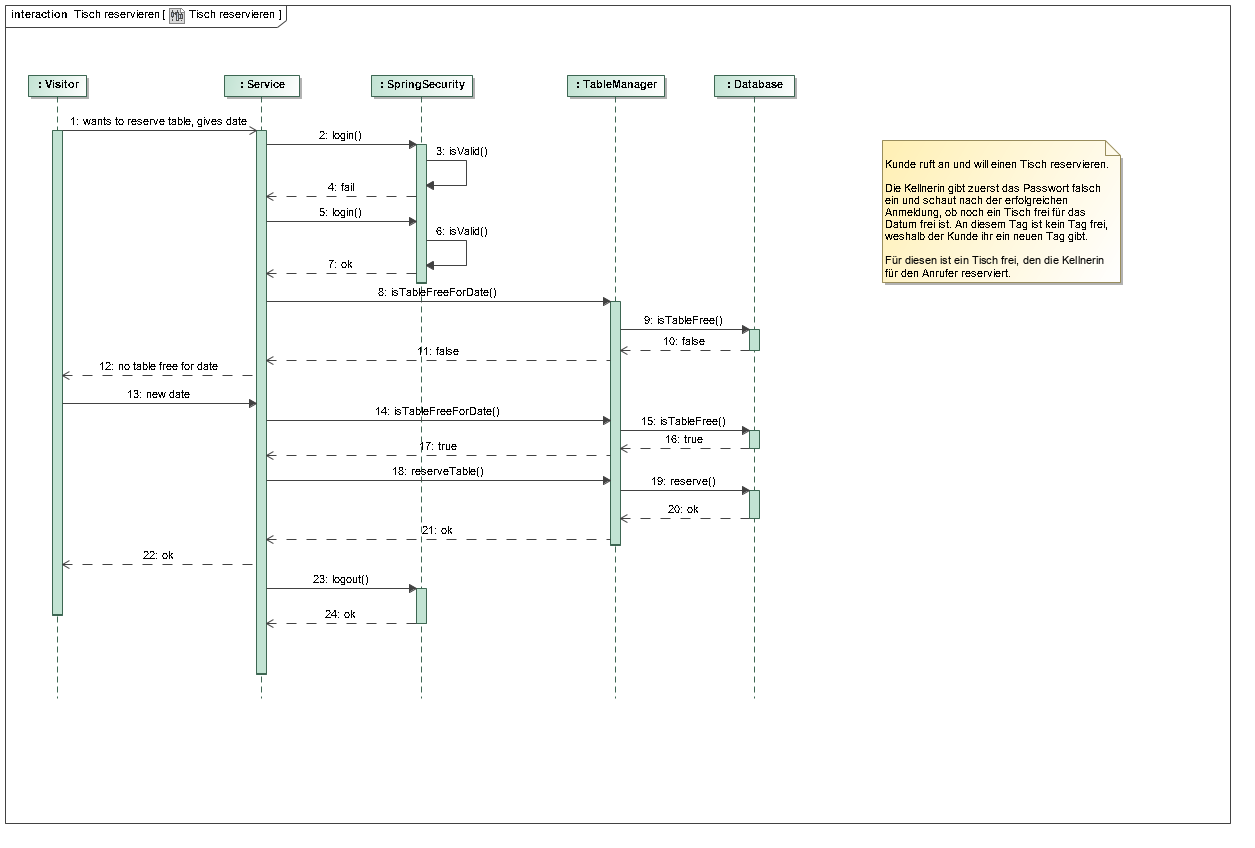 interaction Tisch reservieren [ Tisch reservieren ]
: Visitor
: Service
: SpringSecurity
: TableManager
: Database
1: wants to reserve table, gives date
2: login()
3: isValid()
4: fail
5: login()
6: isValid()
7: ok
8: isTableFreeForDate()
9: isTableFree()
10: false
11: false
12: no table free for date
13: new date
14: isTableFreeForDate()
15: isTableFree()
16: true
17: true
18: reserveTable()
19: reserve()
20: ok
21: ok
22: ok
23: logout()
24: ok
Kunde ruft an und will einen Tisch reservieren.
Die Kellnerin gibt zuerst das Passwort falsch
ein und schaut nach der erfolgreichen
Anmeldung, ob noch ein Tisch frei für das
Datum frei ist. An diesem Tag ist kein Tag frei,
weshalb der Kunde ihr ein neuen Tag gibt.
Für diesen ist ein Tisch frei, den die Kellnerin
für den Anrufer reserviert.